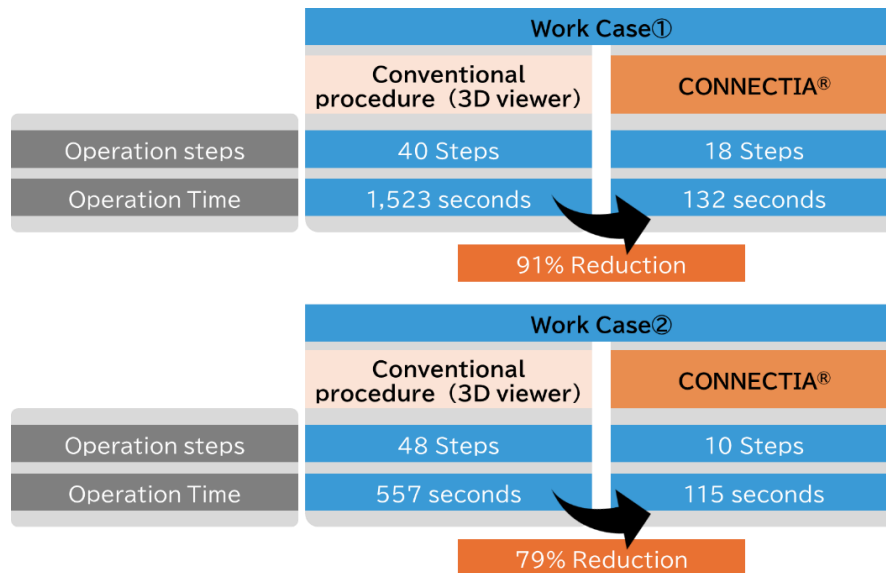 Work Case①
Conventional
procedure（3D viewer）
CONNECTIA®
Operation steps
40 Steps
18 Steps
Operation Time
1,523 seconds
132 seconds
91% Reduction
Work Case②
Conventional
procedure（3D viewer）
CONNECTIA®
Operation steps
48 Steps
10 Steps
Operation Time
557 seconds
115 seconds
79% Reduction